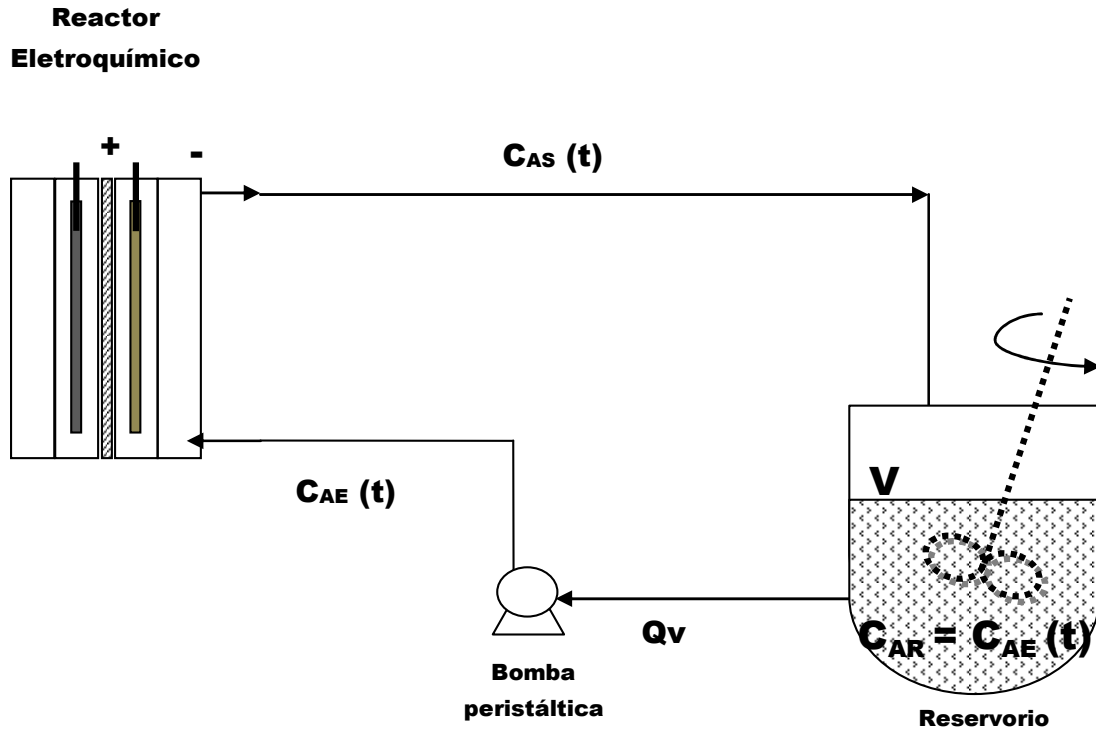 Reactor
Eletroquímico
+
-
CAS (t)
CAE (t)
V
Qv
CAR = CAE (t)
Bomba
peristáltica
Reservorio